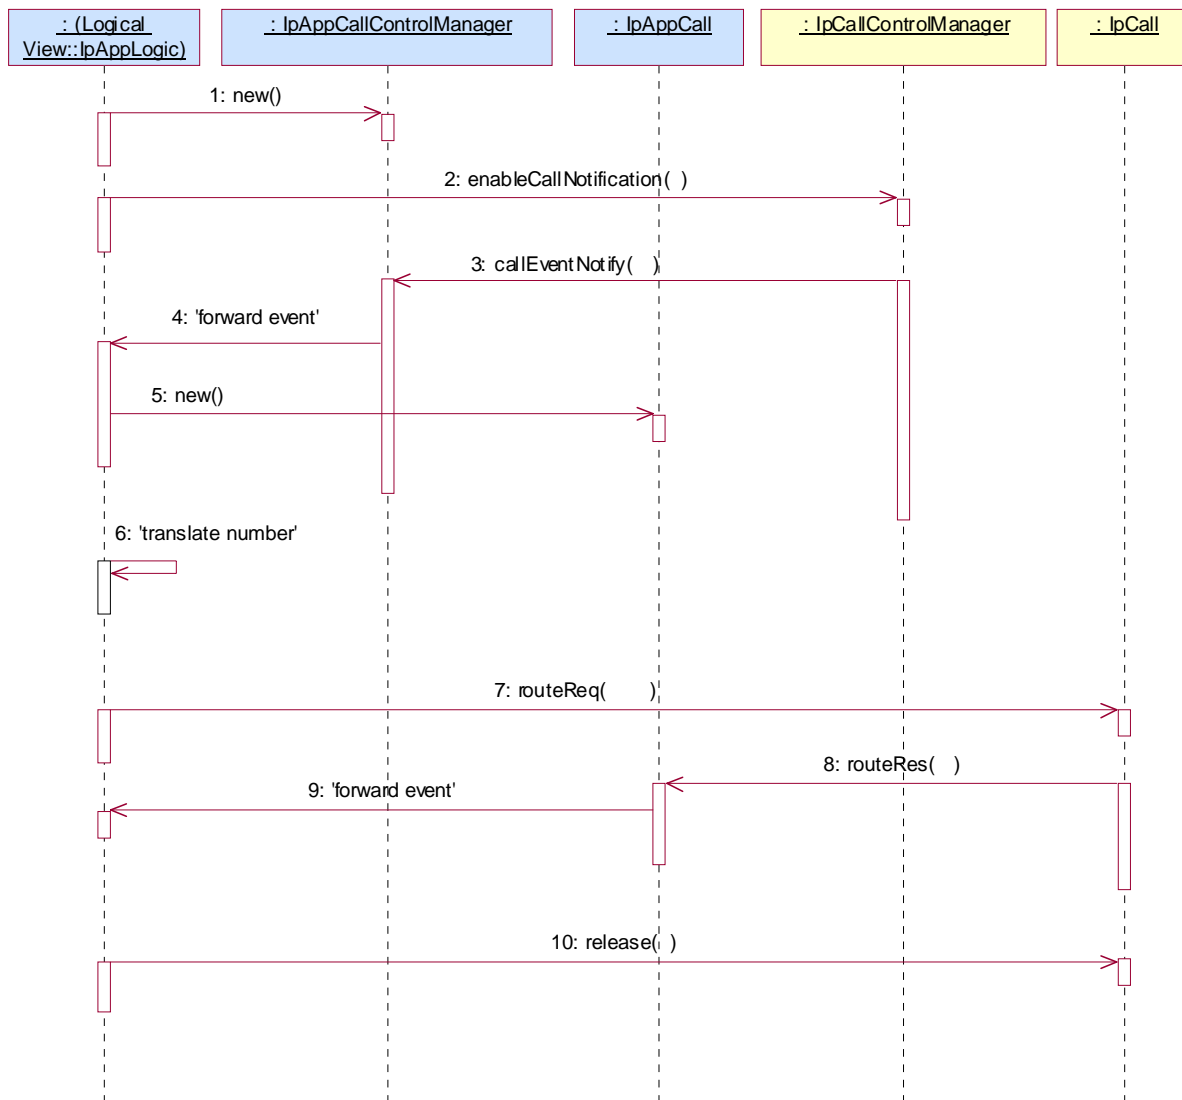 : (Logical
View::IpAppLogic)
: IpAppCallControlManager
: IpAppCall
: IpCallControlManager
: IpCall
1: new()
2: enableCallNotification( )
3: callEventNotify( )
4: 'forward event'
5: new()
6: 'translate number'
7: routeReq( )
8: routeRes( )
9: 'forward event'
10: release( )